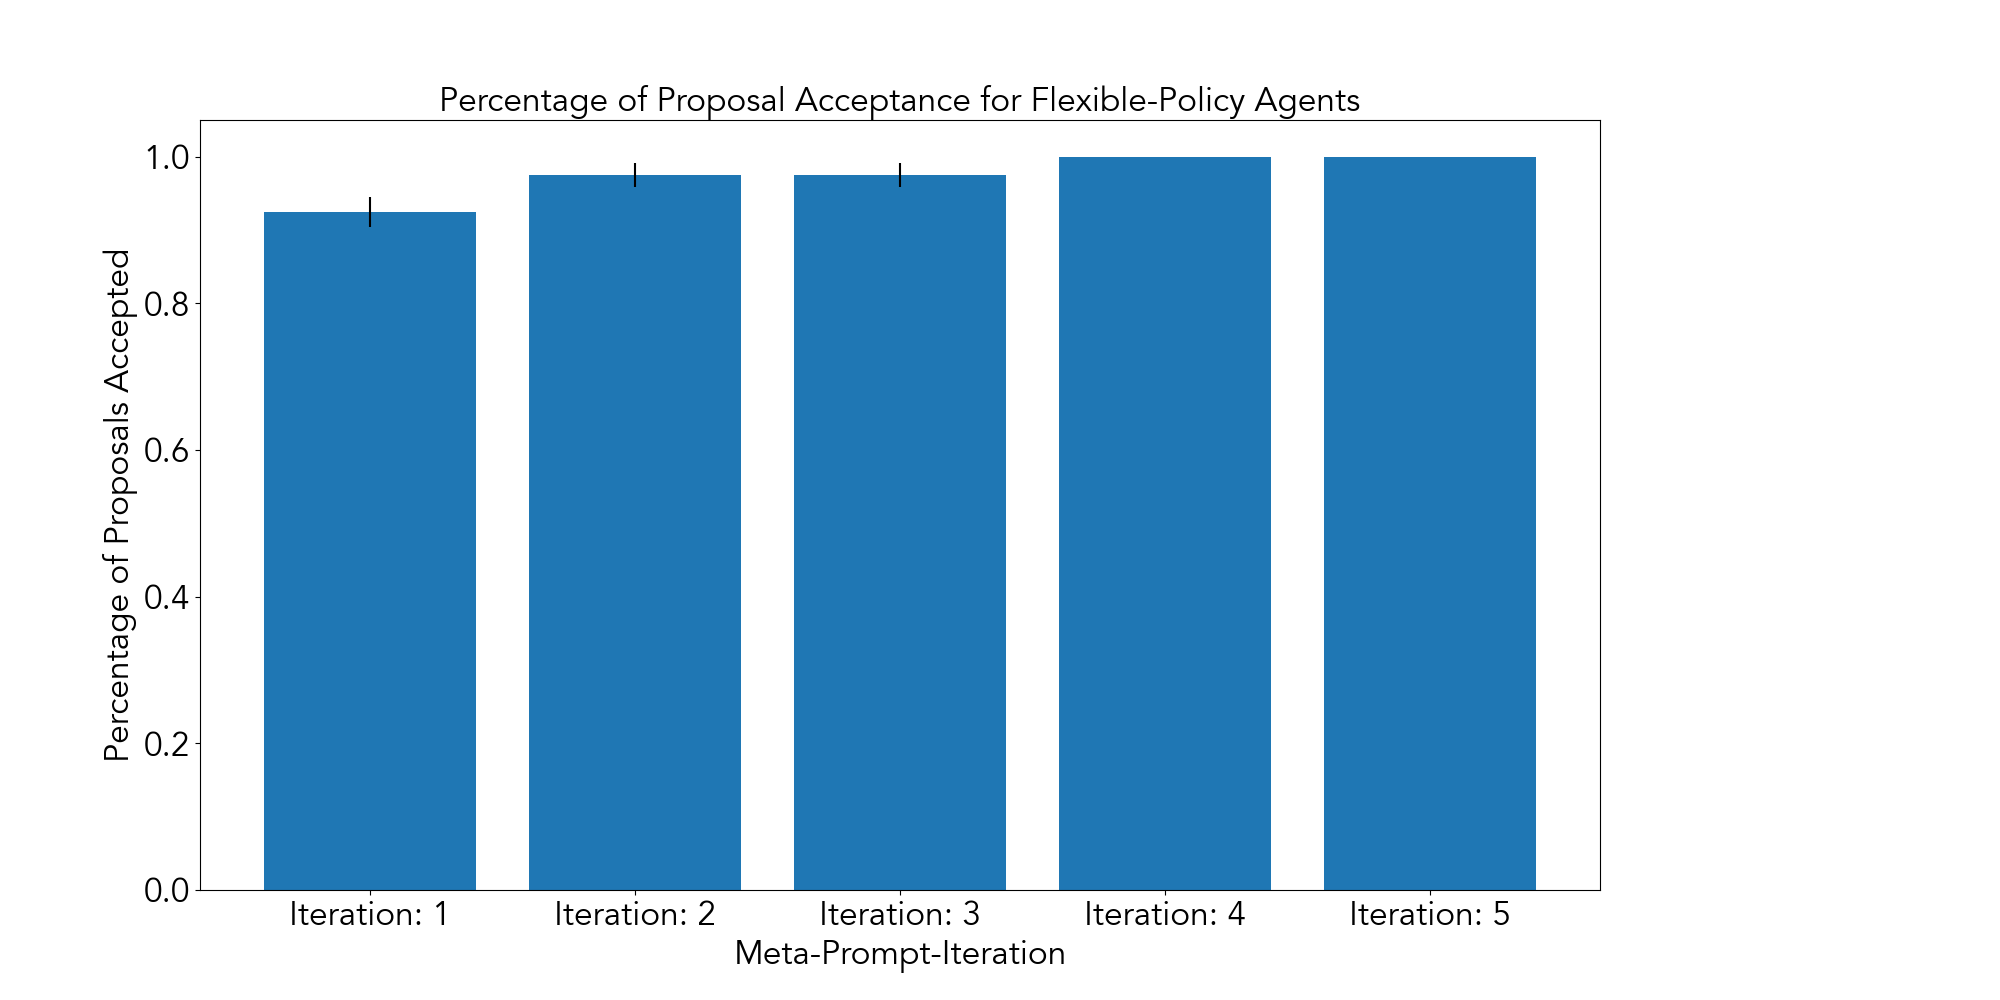 Percentage of Proposal Acceptance for Flexible-Policy Agents
Percentage of Proposals Accepted
1.0
0.8
0.6
0.4
0.2
0.0
Iteration: 1
Iteration: 2
Iteration: 3
Iteration: 4
Iteration: 5
Meta-Prompt-Iteration